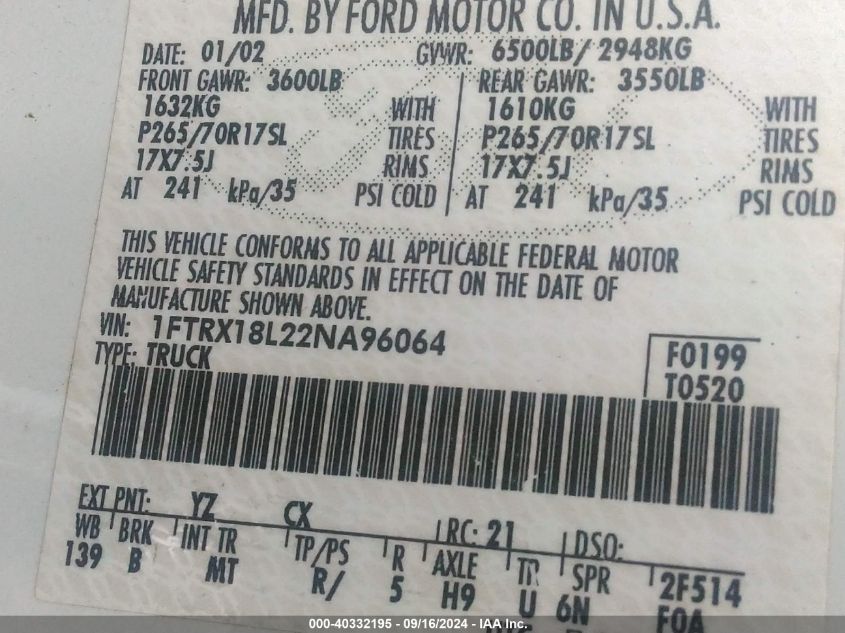 MFD. BY FORD MOTOR CO. IN U.S.A.
DATE: 01/02 GVWR: 6500LB/ 2948KG
FRONT GAWR: 3600LB REAR GAWR: 3550LB
1632KG WITH 1610KG WITH
P265/70R17SL TIRES P265/70R17SL TIRES
17X7.5J RIMS 17X7.5J RIMS
AT 241 kPa/35 PSI COLD AT 241 kPa/35 PSI COLD
THIS VEHICLE CONFORMS TO ALL APPLICABLE FEDERAL MOTOR
VEHICLE SAFETY STANDARDS IN EFFECT ON THE DATE OF
MANUFACTURE SHOWN ABOVE.
VIN: 1FTRX18L22NA96064
TYPE: TRUCK
F0199
T0520
EXT PNT: YZ CX RC: 21 DSO:
WB BRK INT TR TP/PS R AXLE TR SPR 2F514
139 B MT R/ 5 H9 U 6N F0A
000-40332195 - 09/16/2024 - IAA Inc.